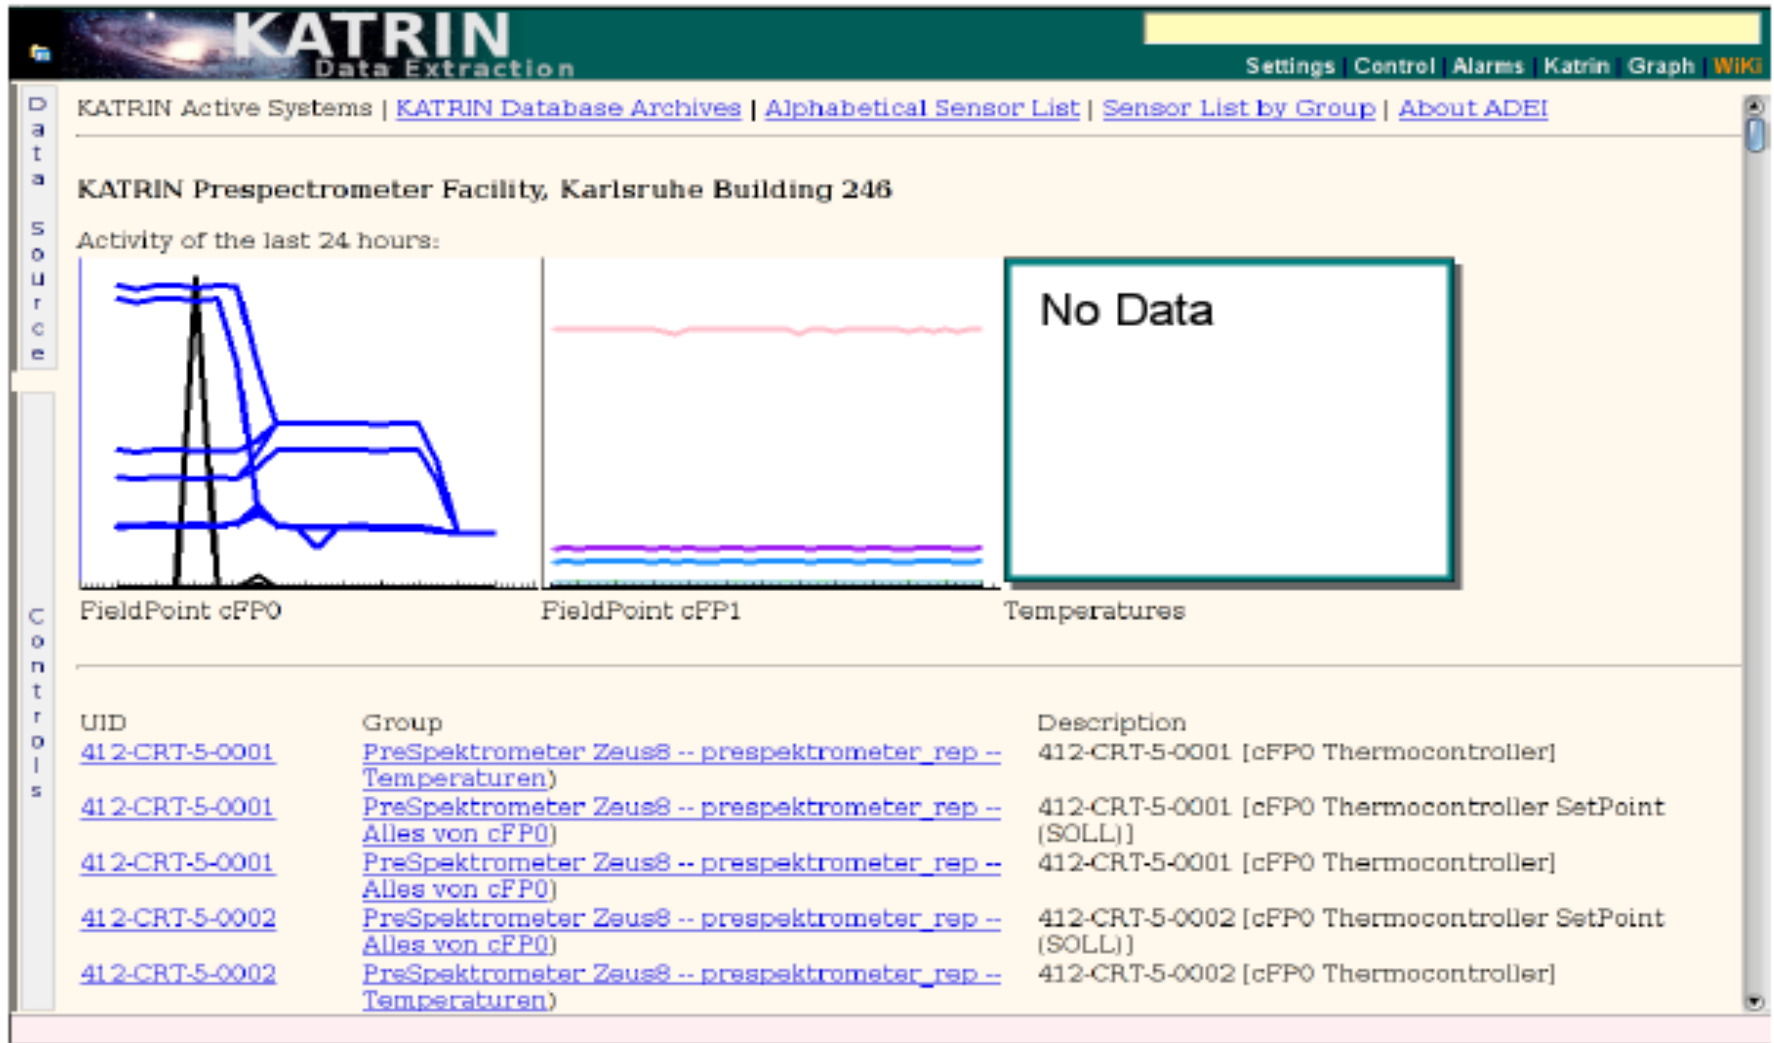 KATRIN
Data Extraction
Settings | Control | Alarms | Katrin | Graph | WiKi
Data Source
Controls
KATRIN Active Systems | KATRIN Database Archives | Alphabetical Sensor List | Sensor List by Group | About ADEI
KATRIN Prespectrometer Facility, Karlsruhe Building 246
Activity of the last 24 hours:
No Data
FieldPoint cFP0 FieldPoint cFP1 Temperatures
UID Group Description
412-CRT-5-0001 PreSpektrometer Zeus8 -- prespektrometer_rep -- 412-CRT-5-0001 [cFP0 Thermocontroller]
Temperaturen)
412-CRT-5-0001 PreSpektrometer Zeus8 -- prespektrometer_rep -- 412-CRT-5-0001 [cFP0 Thermocontroller SetPoint
Alles von cFP0) (SOLL)]
412-CRT-5-0001 PreSpektrometer Zeus8 -- prespektrometer_rep -- 412-CRT-5-0001 [cFP0 Thermocontroller]
Alles von cFP0)
412-CRT-5-0002 PreSpektrometer Zeus8 -- prespektrometer_rep -- 412-CRT-5-0002 [cFP0 Thermocontroller SetPoint
Alles von cFP0) (SOLL)]
412-CRT-5-0002 PreSpektrometer Zeus8 -- prespektrometer_rep -- 412-CRT-5-0002 [cFP0 Thermocontroller]
Temperaturen)